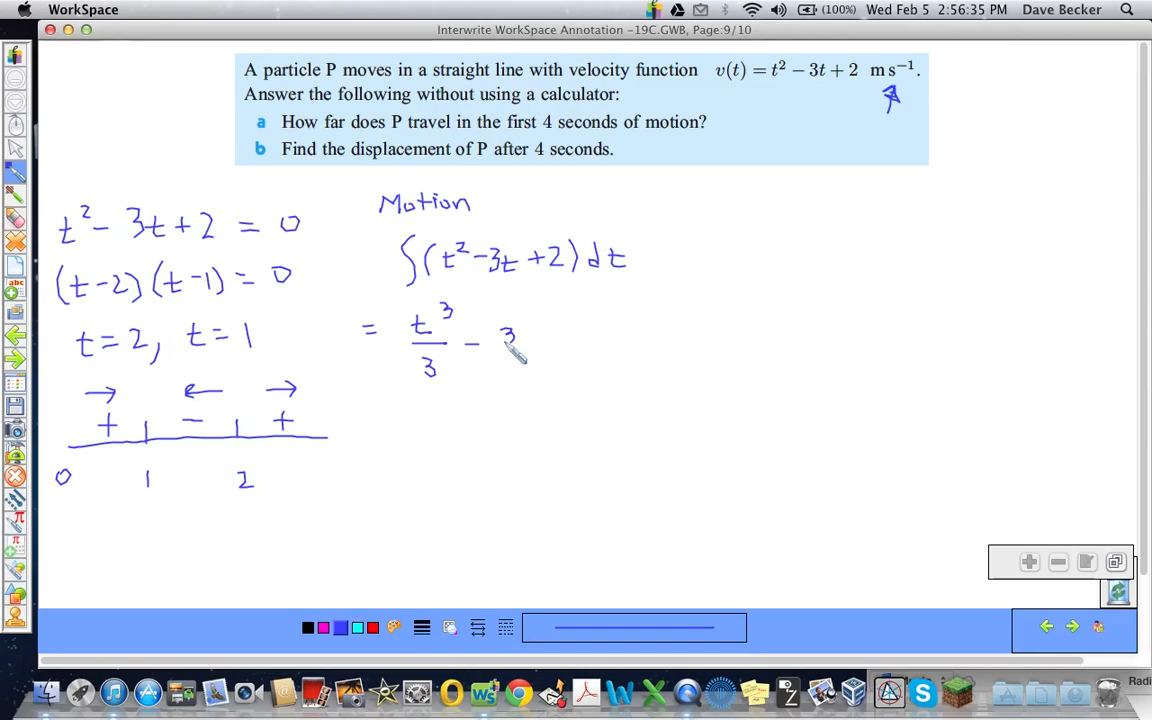 WorkSpace
(100%) Wed Feb 5 2:56:35 PM Dave Becker
Interwrite WorkSpace Annotation -19C.GWB, Page:9/10
A particle P moves in a straight line with velocity function v(t) = t² − 3t + 2 m s⁻¹.
Answer the following without using a calculator:
a How far does P travel in the first 4 seconds of motion?
b Find the displacement of P after 4 seconds.
t² - 3t + 2 = 0
(t-2)(t-1) = 0
t = 2, t = 1
→ ← →
+ − +
0 1 2
Motion
∫(t² - 3t + 2) dt
= t³/3 - 3
abc
Radi